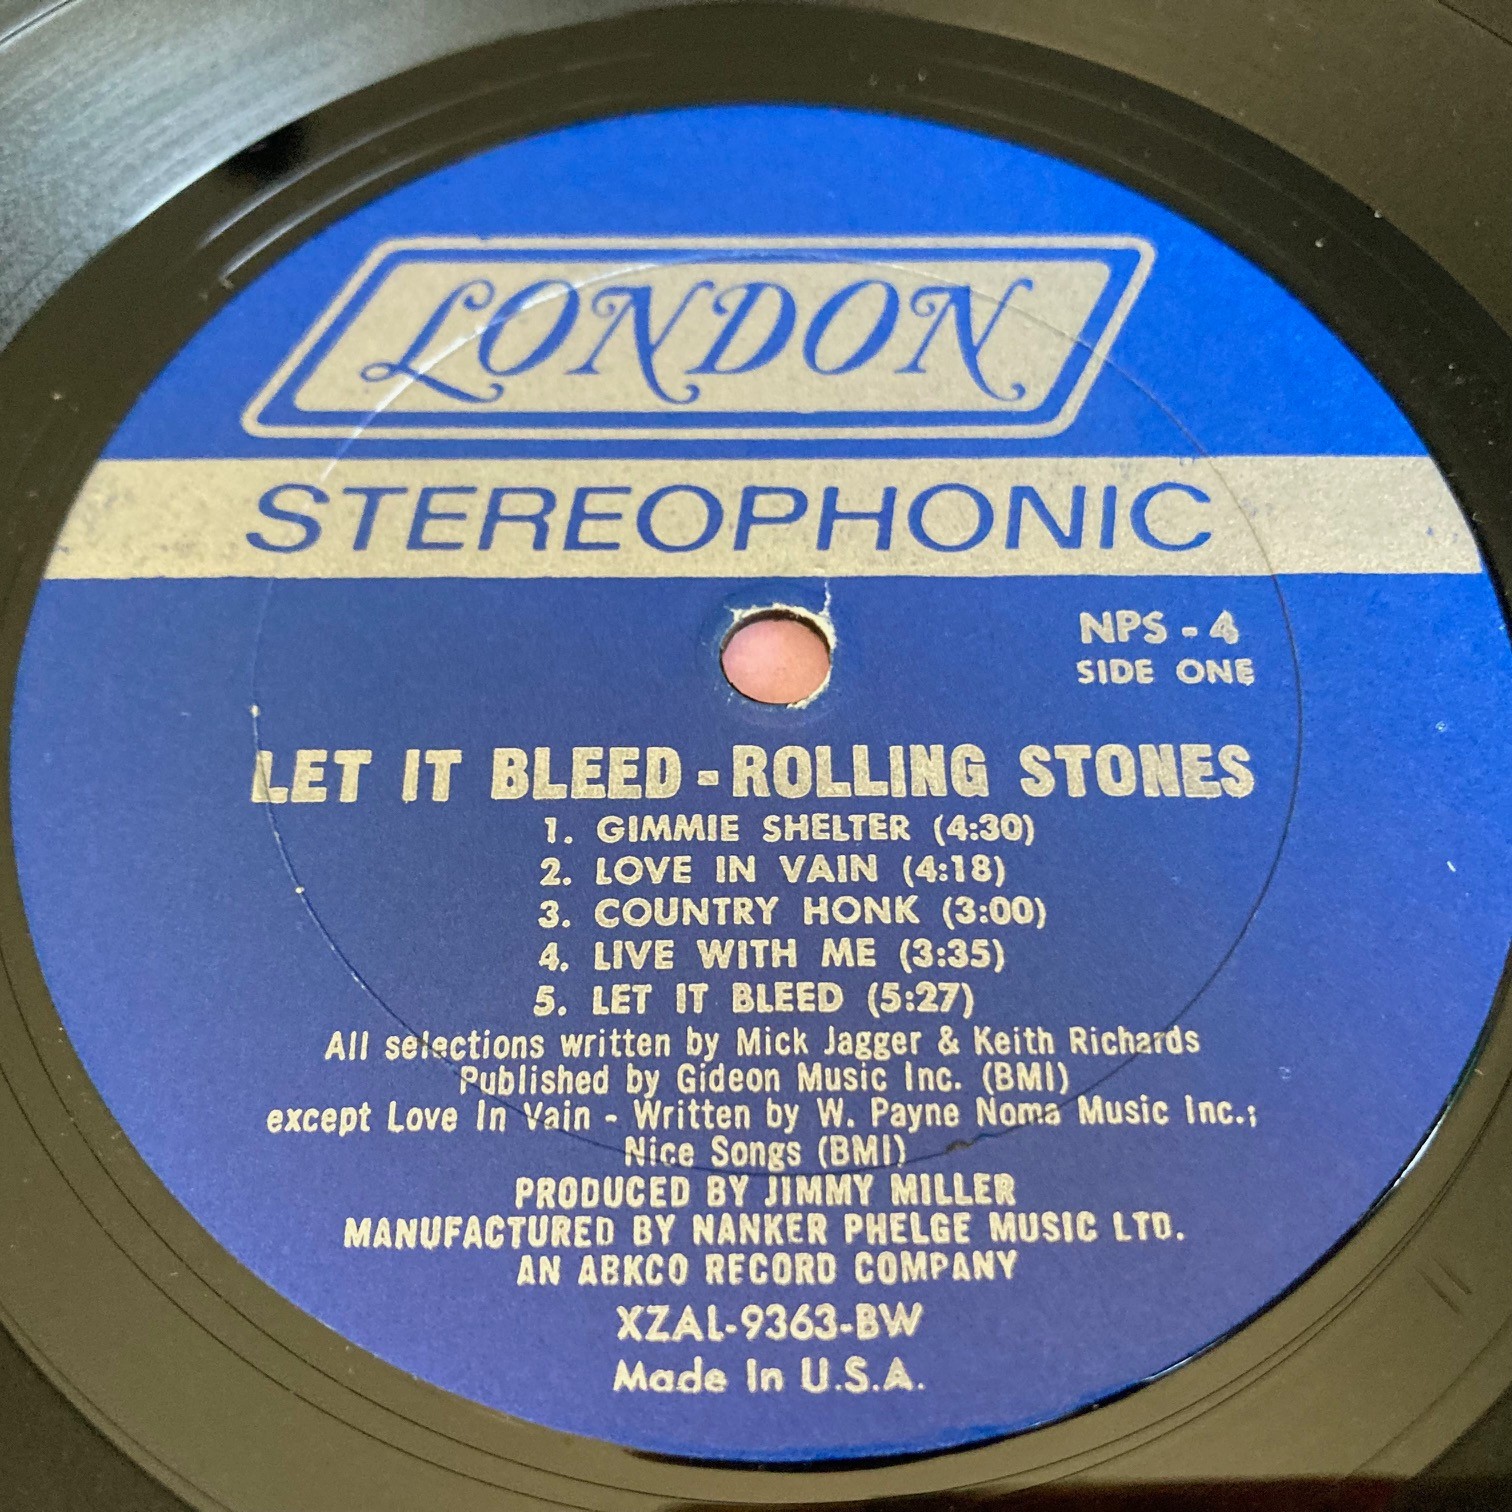 LONDON
STEREOPHONIC
NPS - 4
SIDE ONE
LET IT BLEED - ROLLING STONES
1. GIMMIE SHELTER (4:30)
2. LOVE IN VAIN (4:18)
3. COUNTRY HONK (3:00)
4. LIVE WITH ME (3:35)
5. LET IT BLEED (5:27)
All selections written by Mick Jagger & Keith Richards
Published by Gideon Music Inc. (BMI)
except Love In Vain - Written by W. Payne Noma Music Inc.;
Nice Songs (BMI)
PRODUCED BY JIMMY MILLER
MANUFACTURED BY NANKER PHELGE MUSIC LTD.
AN ABKCO RECORD COMPANY
XZAL-9363-BW
Made In U.S.A.